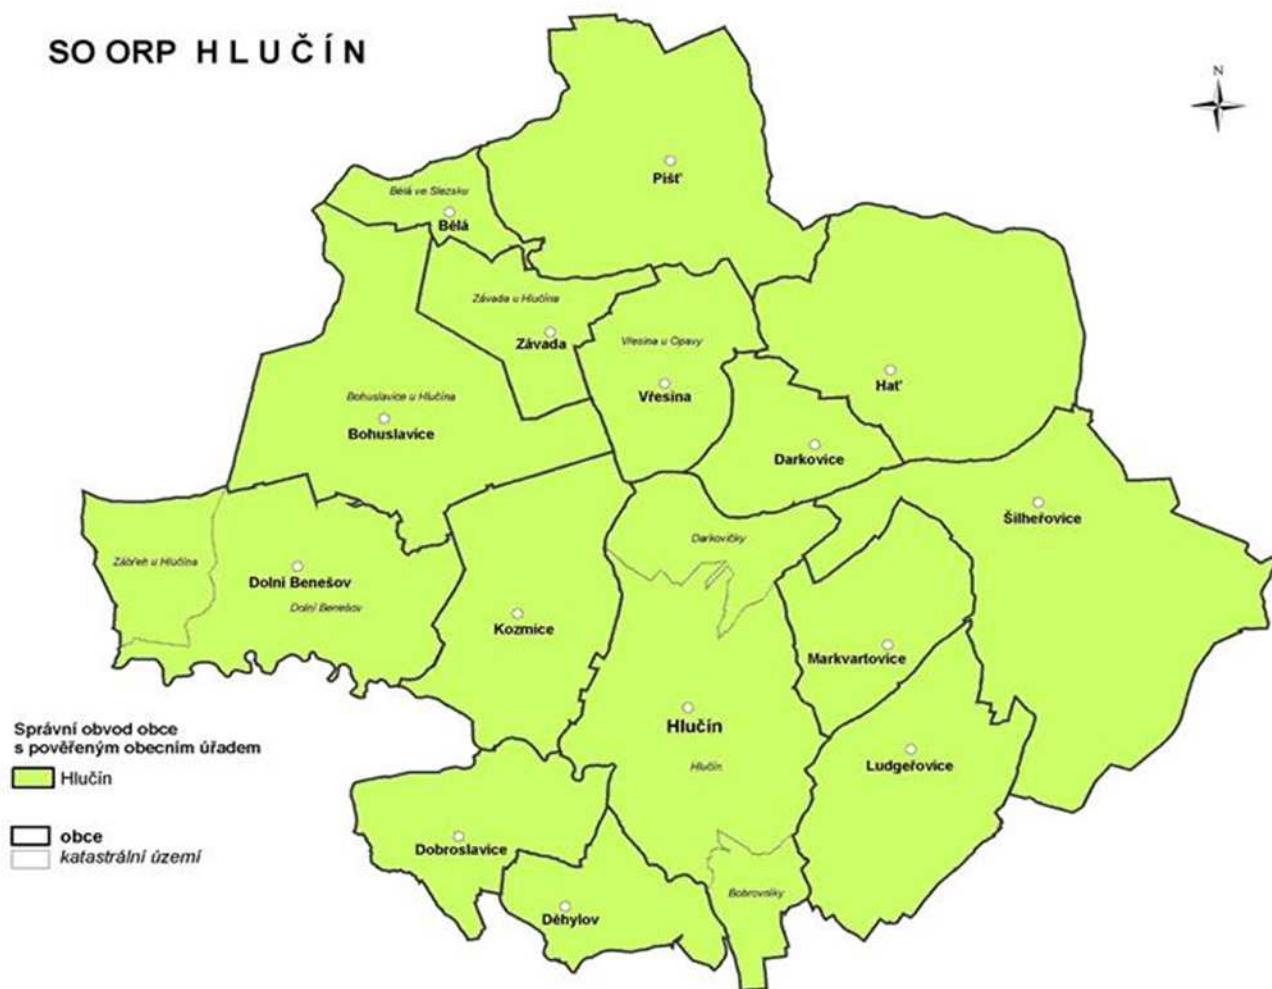 SO ORP H L U Č Í N
N
Píšť
Bělá ve Slezsku
Bělá
Závada u Hlučína
Závada
Vřesina u Opavy
Vřesina
Hať
Bohuslavice u Hlučína
Bohuslavice
Darkovice
Šilheřovice
Darkovičky
Zábřeh u Hlučína
Dolní Benešov
Dolní Benešov
Kozmice
Markvartovice
Hlučín
Hlučín
Ludgeřovice
Správní obvod obce
s pověřeným obecním úřadem
Hlučín
obce
katastrální území
Dobroslavice
Bobrovníky
Děhylov